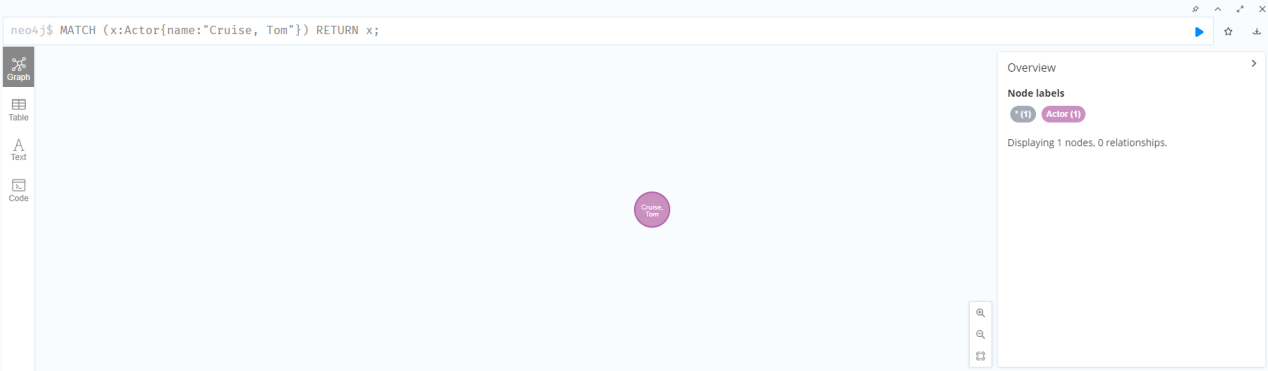 neo4j$ MATCH (x:Actor{name:"Cruise, Tom"}) RETURN x;
Graph
Table
A
Text
Code
Cruise,
Tom
Overview
Node labels
* (1) Actor (1)
Displaying 1 nodes, 0 relationships.